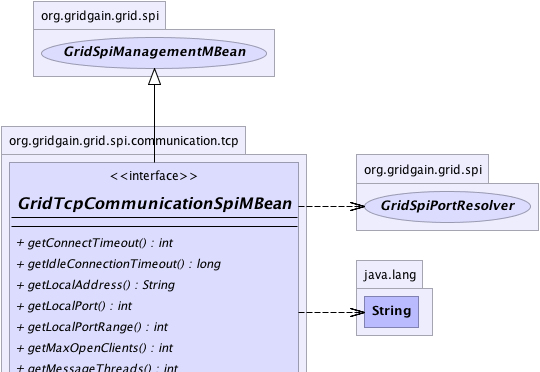 org.gridgain.grid.spi
GridSpiManagementMBean
org.gridgain.grid.spi.communication.tcp
<<interface>>
GridTcpCommunicationSpiMBean
+ getConnectTimeout() : int
+ getIdleConnectionTimeout() : long
+ getLocalAddress() : String
+ getLocalPort() : int
+ getLocalPortRange() : int
+ getMaxOpenClients() : int
+ getMessageThreads() : int
org.gridgain.grid.spi
GridSpiPortResolver
java.lang
String